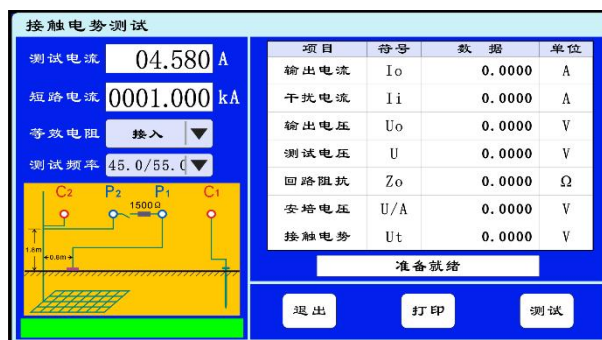 接触电势测试
测试电流 04.580 A
短路电流 0001.000 kA
等效电阻 接入
测试频率 45.0/55.0
C2 P2 P1 C1
1500Ω
1.8m
0.8m
项目 符号 数 据 单位
输出电流 Io 0.0000 A
干扰电流 Ii 0.0000 A
输出电压 Uo 0.0000 V
测试电压 U 0.0000 V
回路阻抗 Zo 0.0000 Ω
安培电压 U/A 0.0000 V
接触电势 Ut 0.0000 V
准备就绪
退出 打印 测试